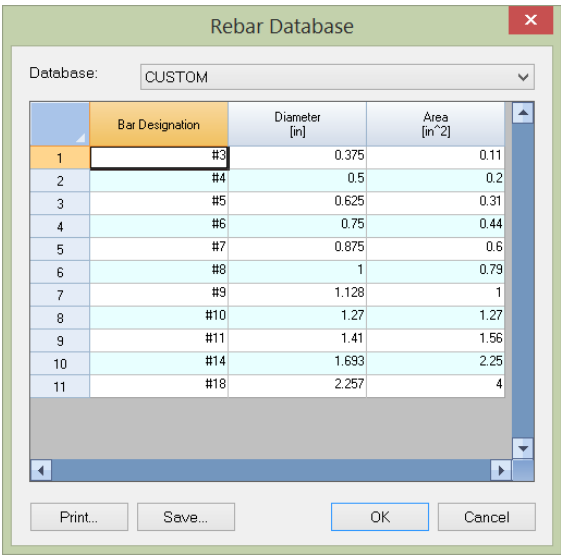 Rebar Database
Database: CUSTOM
Bar Designation Diameter [in] Area [in^2]
1 #3 0.375 0.11
2 #4 0.5 0.2
3 #5 0.625 0.31
4 #6 0.75 0.44
5 #7 0.875 0.6
6 #8 1 0.79
7 #9 1.128 1
8 #10 1.27 1.27
9 #11 1.41 1.56
10 #14 1.693 2.25
11 #18 2.257 4
Print... Save... OK Cancel